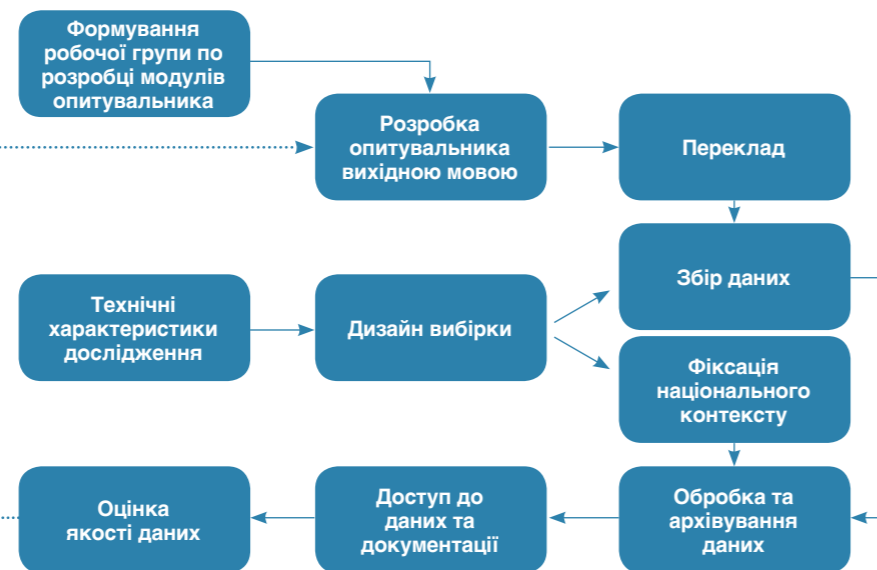 Формування
робочої групи по
розробці модулів
опитувальника
Розробка
опитувальника
вихідною мовою
Переклад
Збір даних
Технічні
характеристики
дослідження
Дизайн вибірки
Фіксація
національного
контексту
Оцінка
якості даних
Доступ до
даних та
документації
Обробка та
архівування
даних